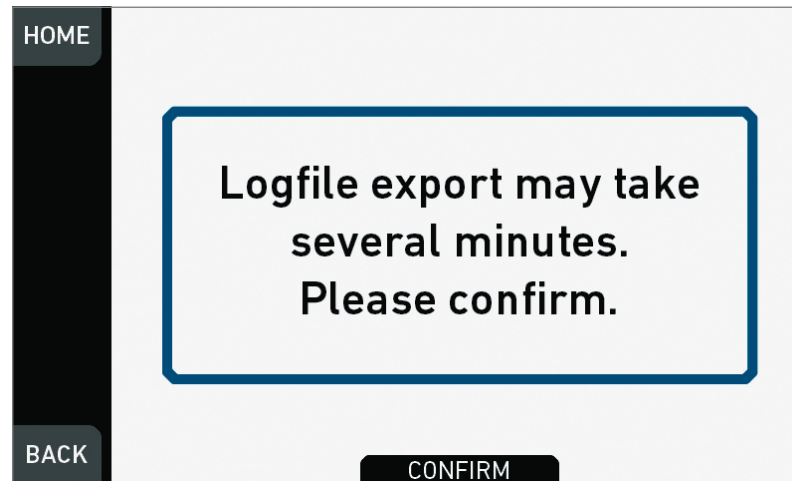 HOME
Logfile export may take
several minutes.
Please confirm.
BACK
CONFIRM